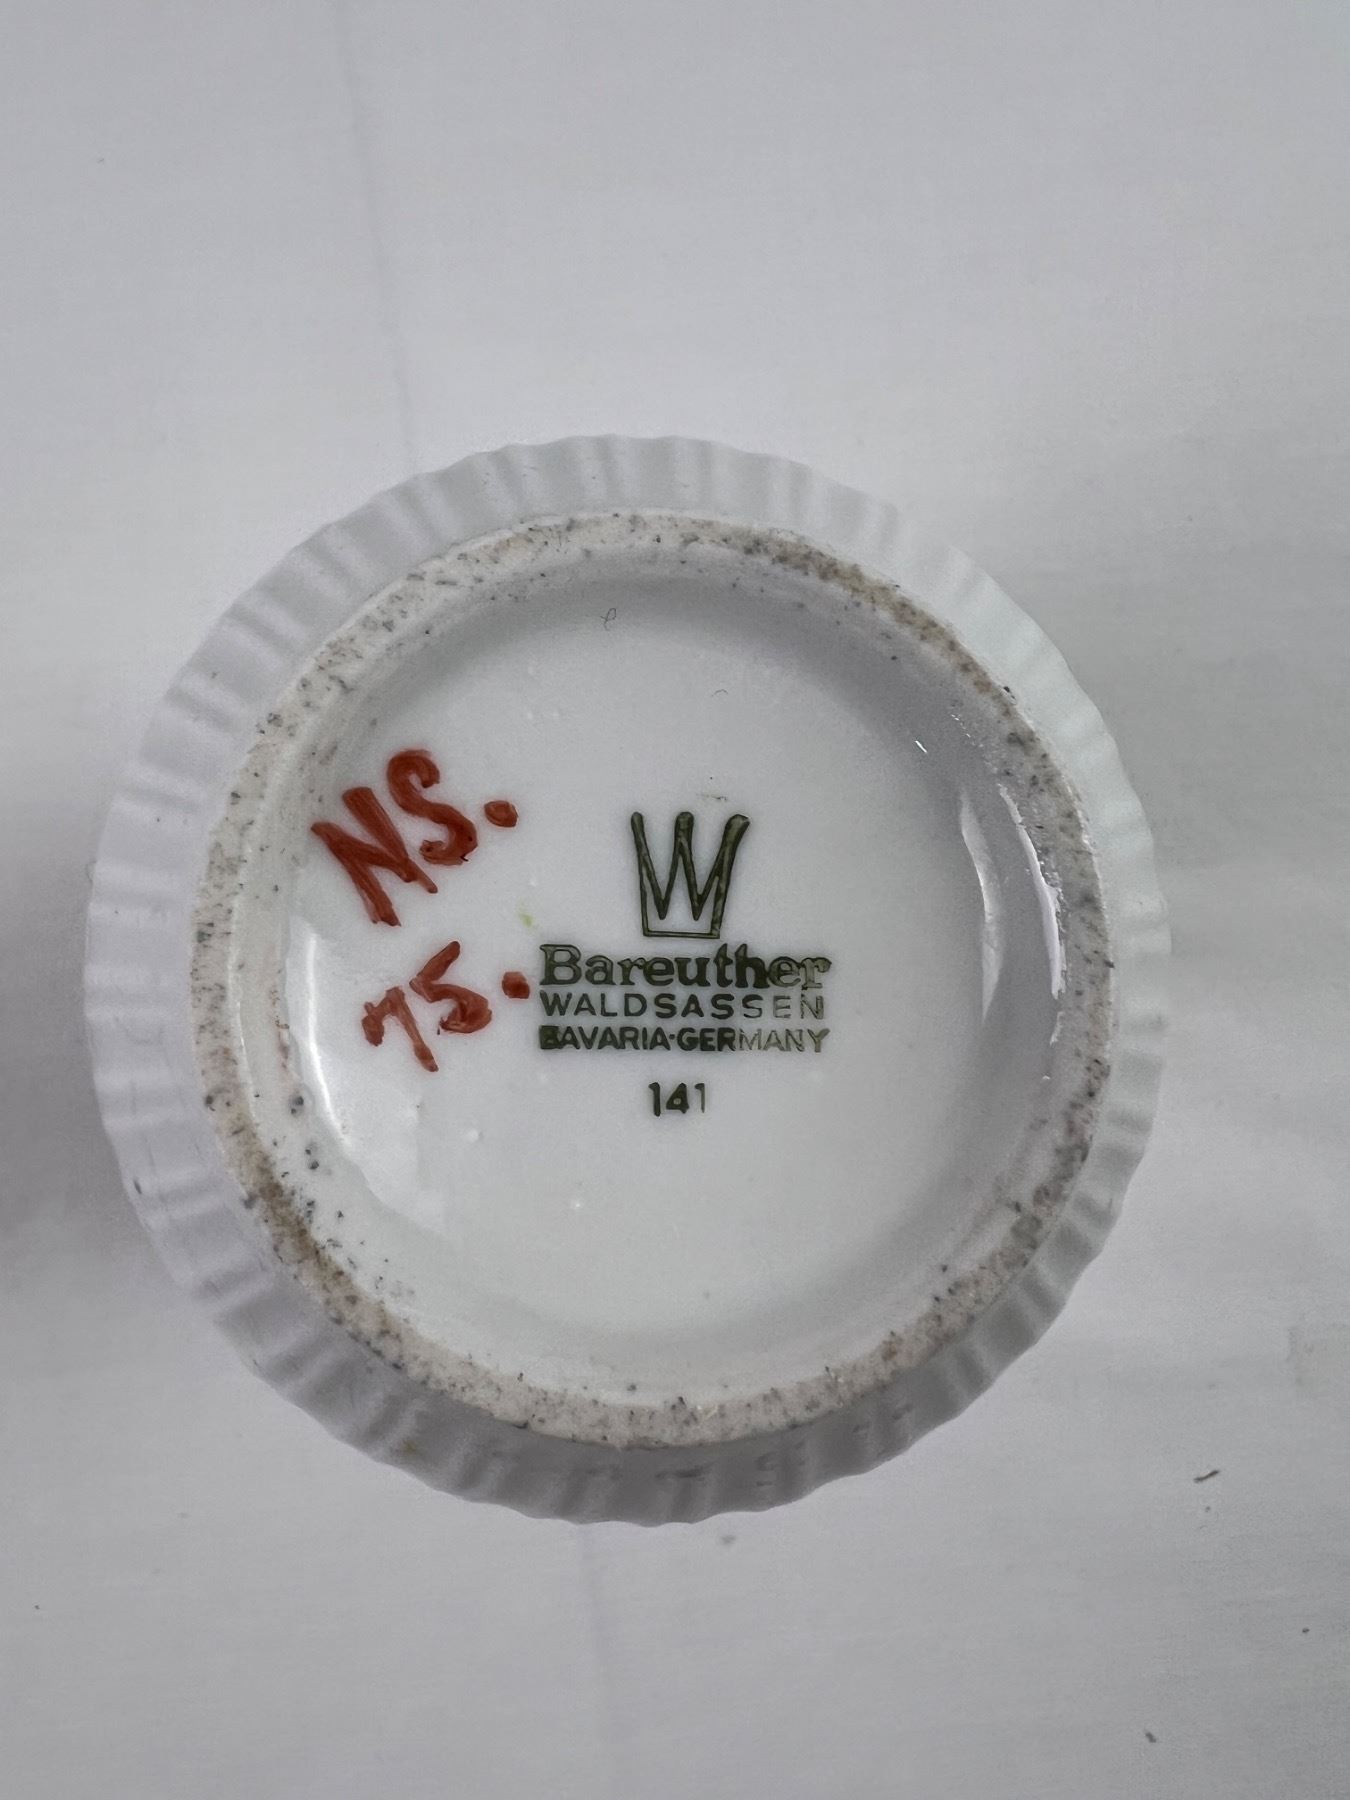 NS.
75.
Bareuther
WALDSASSEN
BAVARIA·GERMANY
141